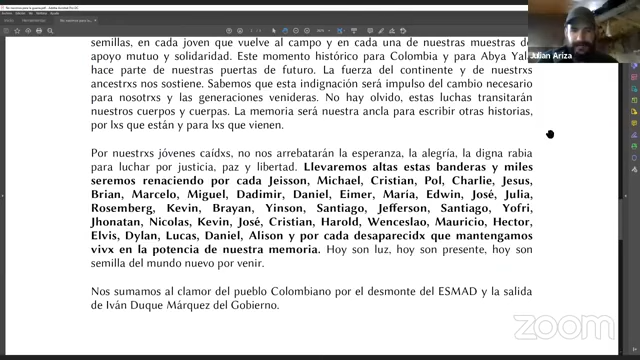 Julian Ariza
semillas, en cada joven que vuelve al campo y en cada una de nuestras muestras de
apoyo mutuo y solidaridad. Este momento histórico para Colombia y para Abya Yala
hace parte de nuestras puertas de futuro. La fuerza del continente y de nuestrxs
ancestrxs nos sostiene. Sabemos que esta indignación será impulso del cambio necesario
para nosotrxs y las generaciones venideras. No hay olvido, estas luchas transitarán
nuestros cuerpos y cuerpas. La memoria será nuestra ancla para escribir otras historias,
por lxs que están y para lxs que vienen.
Por nuestrxs jóvenes caídxs, no nos arrebatarán la esperanza, la alegría, la digna rabia
para luchar por justicia, paz y libertad. Llevaremos altas estas banderas y miles
seremos renaciendo por cada Jeisson, Michael, Cristian, Pol, Charlie, Jesus,
Brian, Marcelo, Miguel, Dadimir, Daniel, Eimer, María, Edwin, José, Julia,
Rosemberg, Kevin, Brayan, Yinson, Santiago, Jefferson, Santiago, Yofri,
Jhonatan, Nicolas, Kevin, José, Cristian, Harold, Wenceslao, Mauricio, Hector,
Elvis, Dylan, Lucas, Daniel, Alison y por cada desaparecidx que mantengamos
vivx en la potencia de nuestra memoria. Hoy son luz, hoy son presente, hoy son
semilla del mundo nuevo por venir.
Nos sumamos al clamor del pueblo Colombiano por el desmonte del ESMAD y la salida
de Iván Duque Márquez del Gobierno.
zoom